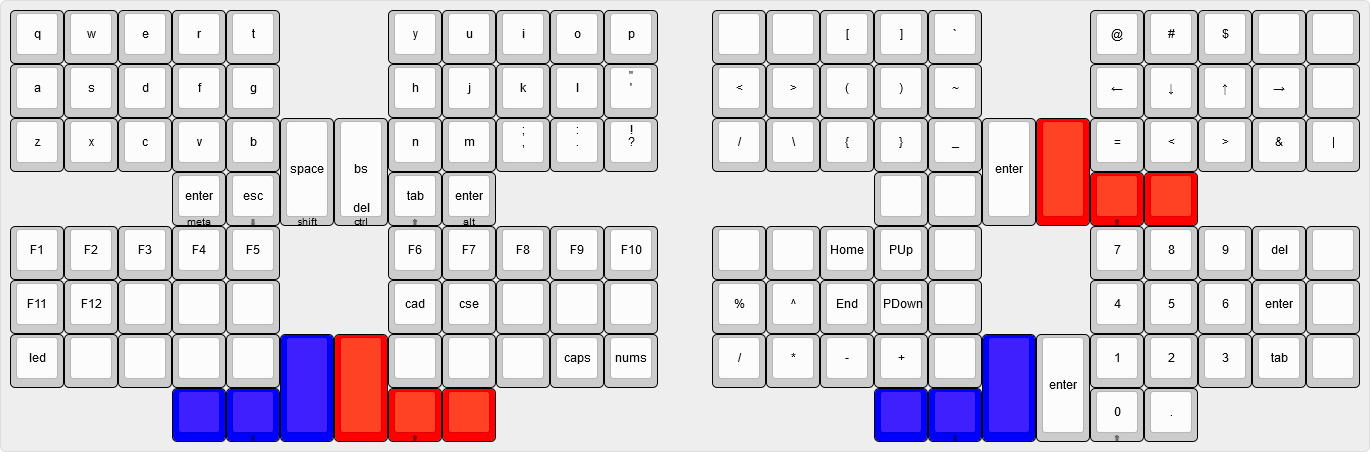 q w e r t y u i o p [ ] ` @ # $
a s d f g h j k l " ' < > ( ) ~ ← ↓ ↑ →
z x c v b space shift bs del ctrl n m ; , : . ! ? / \ { } _ enter = < > & |
enter meta esc ⇓ tab ⇑ enter alt ⇑
F1 F2 F3 F4 F5 F6 F7 F8 F9 F10 Home PUp 7 8 9 del
F11 F12 cad cse % ^ End PDown 4 5 6 enter
led caps nums / * - + enter 1 2 3 tab
⇓ ⇑ ⇓ 0 ⇑ .